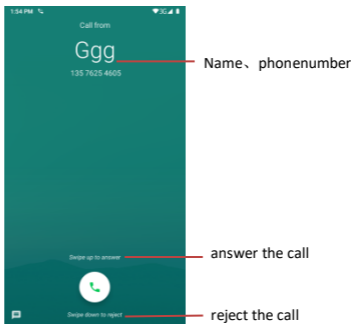 1:54 PM 3G
Call from
Ggg
135 7625 4605
Name、phonenumber
Swipe up to answer
answer the call
Swipe down to reject
reject the call